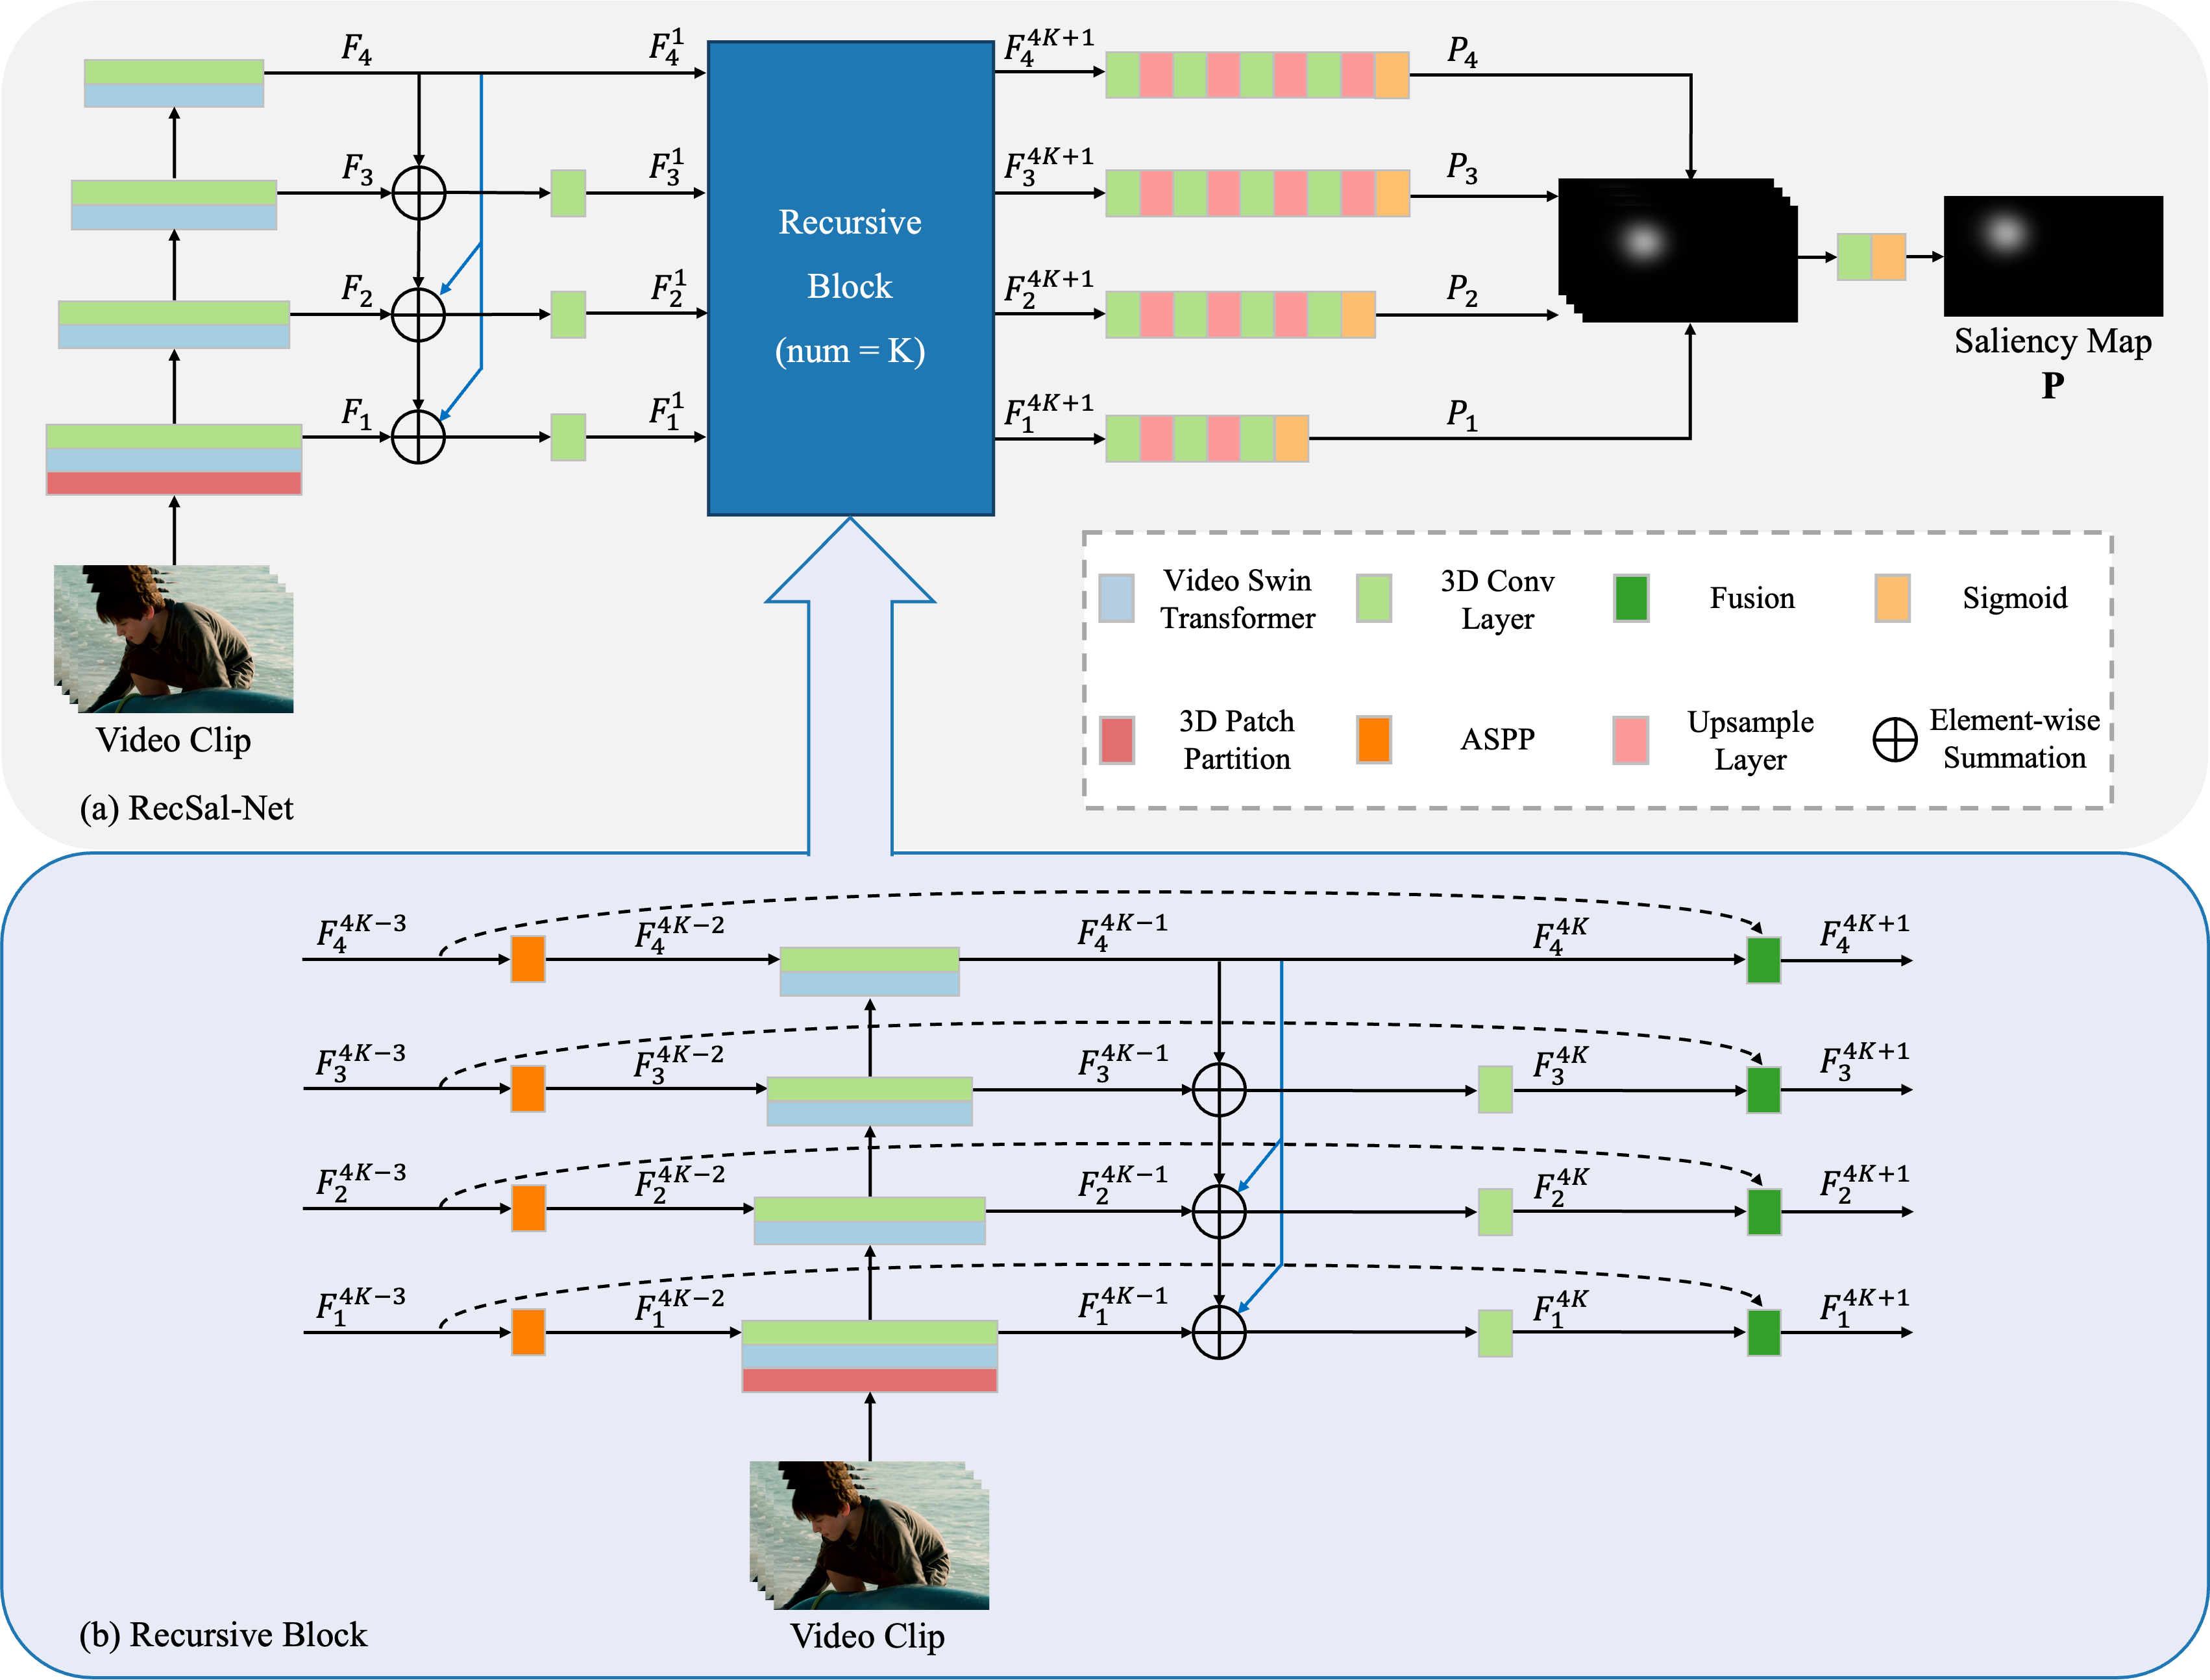 F_4
F_4^1
F_4^{4K+1}
P_4
F_3
F_3^1
F_3^{4K+1}
P_3
F_2
F_2^1
F_2^{4K+1}
P_2
F_1
F_1^1
F_1^{4K+1}
P_1
Recursive
Block
(num = K)
Saliency Map
P
Video Clip
(a) RecSal-Net
Video Swin
Transformer
3D Conv
Layer
Fusion
Sigmoid
3D Patch
Partition
ASPP
Upsample
Layer
Element-wise
Summation
F_4^{4K-3}
F_4^{4K-2}
F_4^{4K-1}
F_4^{4K}
F_4^{4K+1}
F_3^{4K-3}
F_3^{4K-2}
F_3^{4K-1}
F_3^{4K}
F_3^{4K+1}
F_2^{4K-3}
F_2^{4K-2}
F_2^{4K-1}
F_2^{4K}
F_2^{4K+1}
F_1^{4K-3}
F_1^{4K-2}
F_1^{4K-1}
F_1^{4K}
F_1^{4K+1}
Video Clip
(b) Recursive Block